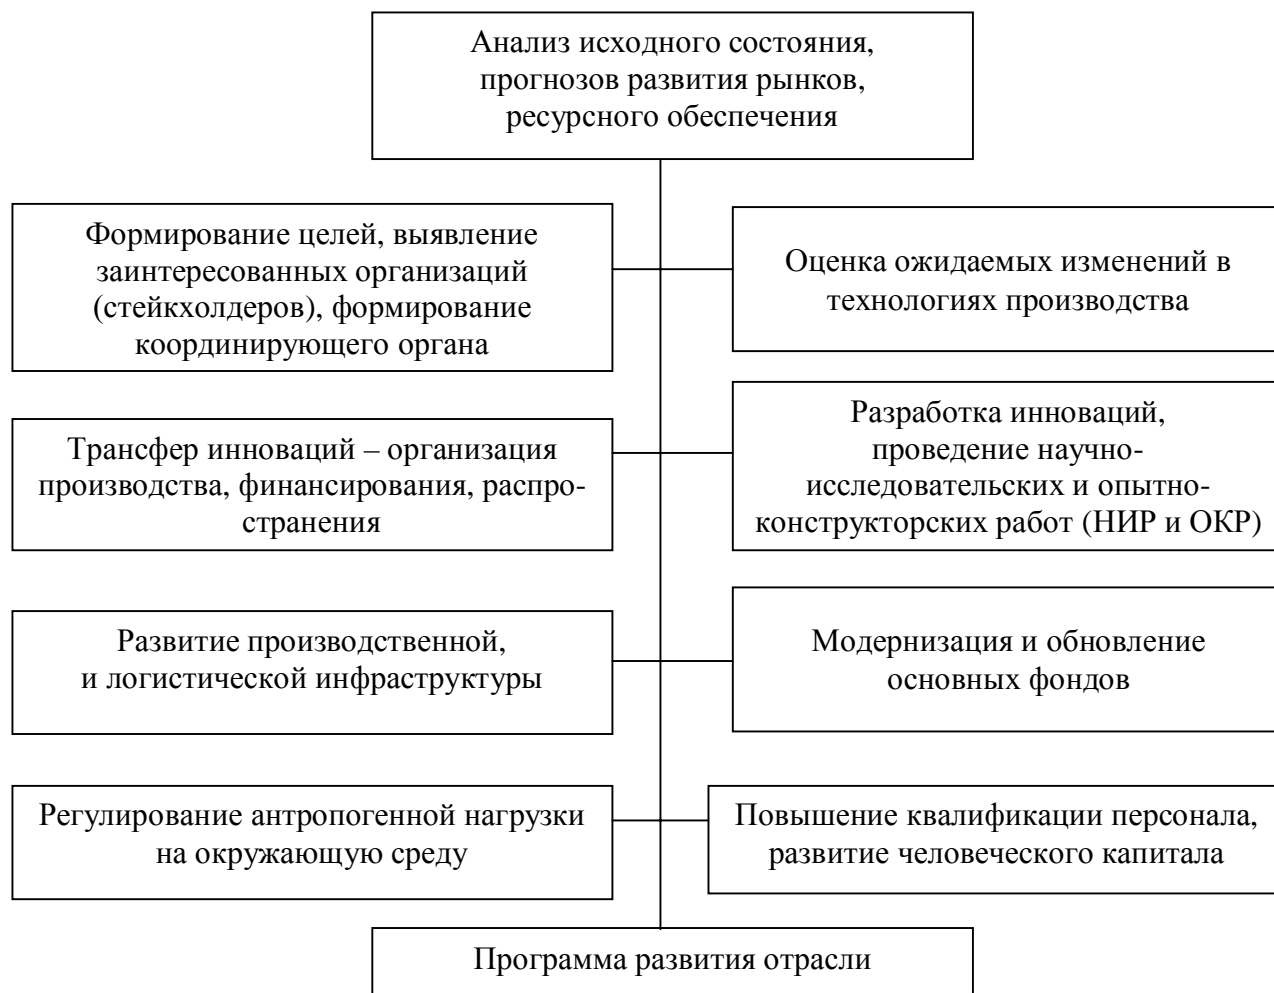 Анализ исходного состояния,
прогнозов развития рынков,
ресурсного обеспечения
Формирование целей, выявление
заинтересованных организаций
(стейкхолдеров), формирование
координирующего органа
Оценка ожидаемых изменений в
технологиях производства
Трансфер инноваций – организация
производства, финансирования, распро-
странения
Разработка инноваций,
проведение научно-
исследовательских и опытно-
конструкторских работ (НИР и ОКР)
Развитие производственной,
и логистической инфраструктуры
Модернизация и обновление
основных фондов
Регулирование антропогенной нагрузки
на окружающую среду
Повышение квалификации персонала,
развитие человеческого капитала
Программа развития отрасли